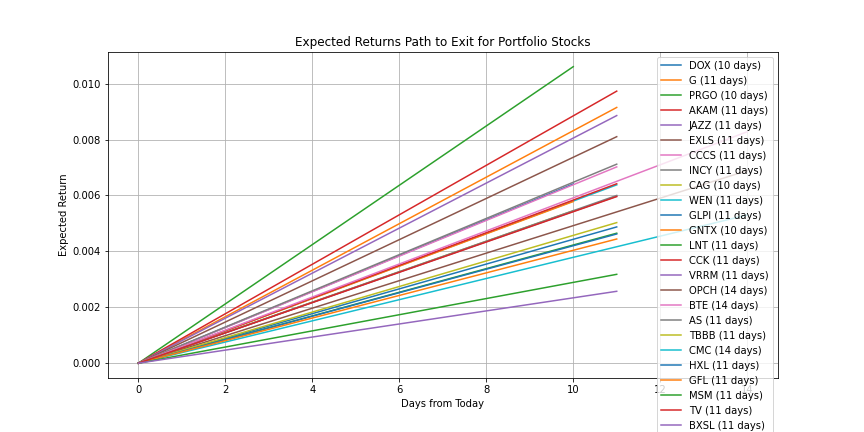 Expected Returns Path to Exit for Portfolio Stocks
Expected Return
0.010
0.008
0.006
0.004
0.002
0.000
0
2
4
6
8
10
12
14
Days from Today
DOX (10 days)
G (11 days)
PRGO (10 days)
AKAM (11 days)
JAZZ (11 days)
EXLS (11 days)
CCCS (11 days)
INCY (11 days)
CAG (10 days)
WEN (11 days)
GLPI (11 days)
GNTX (10 days)
LNT (11 days)
CCK (11 days)
VRRM (11 days)
OPCH (14 days)
BTE (14 days)
AS (11 days)
TBBB (11 days)
CMC (14 days)
HXL (11 days)
GFL (11 days)
MSM (11 days)
TV (11 days)
BXSL (11 days)